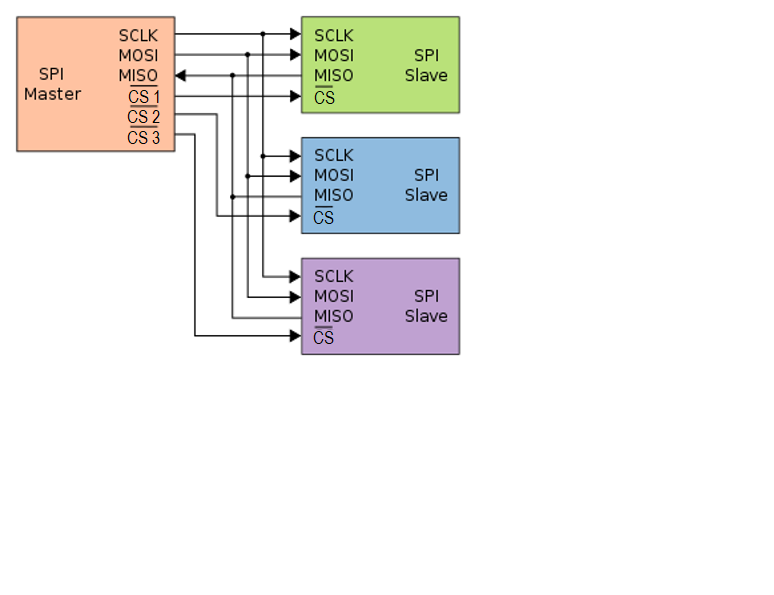 SCLK
MOSI
MISO
CS 1
CS 2
CS 3
SPI
Master
SCLK
MOSI
MISO
CS
SPI
Slave
SCLK
MOSI
MISO
CS
SPI
Slave
SCLK
MOSI
MISO
CS
SPI
Slave